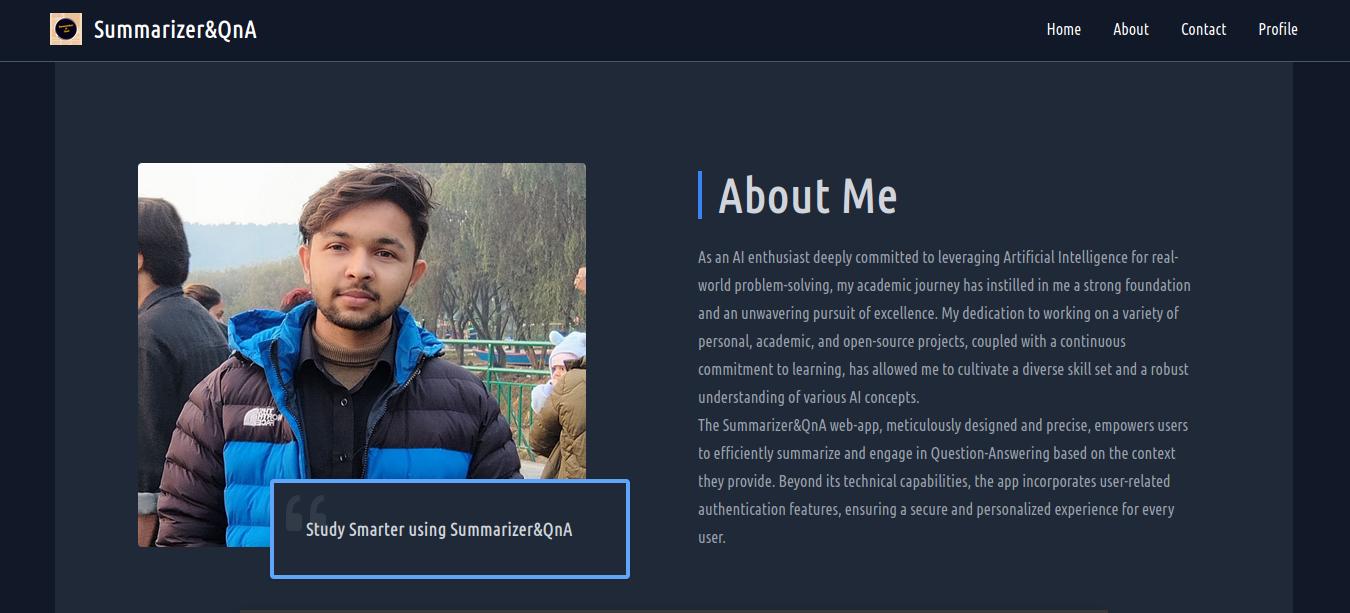 Summarizer&QnA
Home About Contact Profile
About Me
As an AI enthusiast deeply committed to leveraging Artificial Intelligence for real-
world problem-solving, my academic journey has instilled in me a strong foundation
and an unwavering pursuit of excellence. My dedication to working on a variety of
personal, academic, and open-source projects, coupled with a continuous
commitment to learning, has allowed me to cultivate a diverse skill set and a robust
understanding of various AI concepts.
The Summarizer&QnA web-app, meticulously designed and precise, empowers users
to efficiently summarize and engage in Question-Answering based on the context
they provide. Beyond its technical capabilities, the app incorporates user-related
authentication features, ensuring a secure and personalized experience for every
user.
“ Study Smarter using Summarizer&QnA